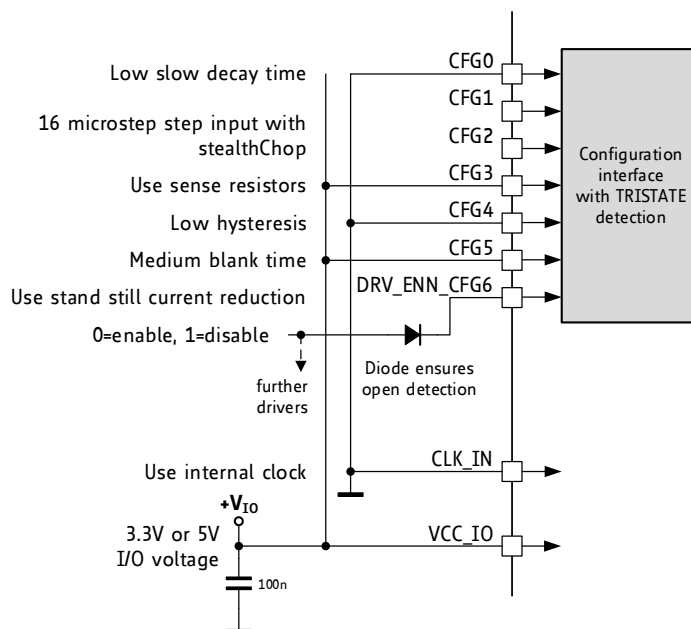 CFG0
Low slow decay time
CFG1
16 microstep step input with
stealthChop
CFG2
Configuration
interface
with TRISTATE
detection
CFG3
Use sense resistors
CFG4
Low hysteresis
CFG5
Medium blank time
DRV_ENN_CFG6
Use stand still current reduction
0=enable, 1=disable
Diode ensures
open detection
further
drivers
CLK_IN
Use internal clock
+VIO
3.3V or 5V
I/O voltage
VCC_IO
100n